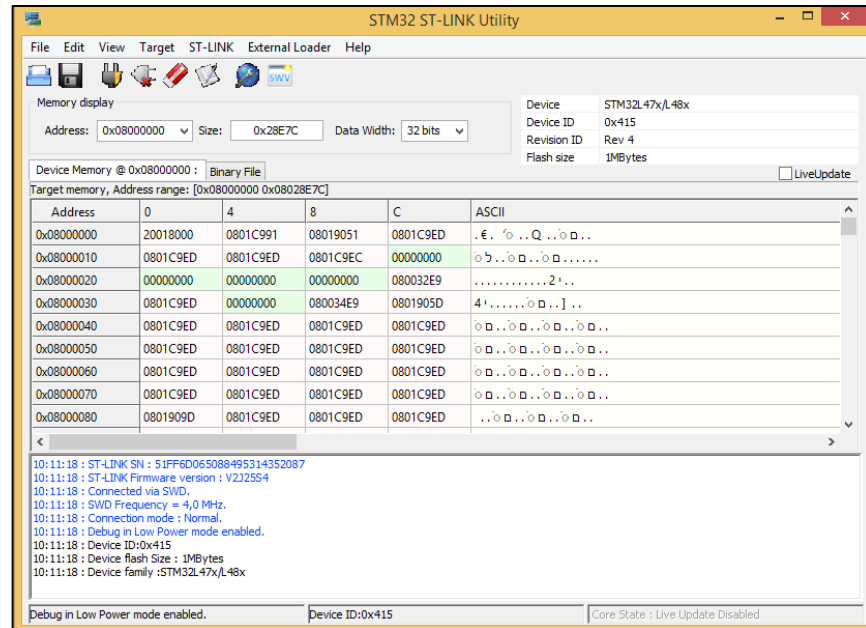 STM32 ST-LINK Utility
File Edit View Target ST-LINK External Loader Help
SWV
Memory display
Address: 0x08000000 Size: 0x28E7C Data Width: 32 bits
Device STM32L47x/L48x
Device ID 0x415
Revision ID Rev 4
Flash size 1MBytes
Device Memory @ 0x08000000 : Binary File
LiveUpdate
Target memory, Address range: [0x08000000 0x08028E7C]
Address 0 4 8 C ASCII
0x08000000 20018000 0801C991 08019051 0801C9ED
0x08000010 0801C9ED 0801C9ED 0801C9EC 00000000
0x08000020 00000000 00000000 00000000 080032E9
0x08000030 0801C9ED 00000000 080034E9 0801905D
0x08000040 0801C9ED 0801C9ED 0801C9ED 0801C9ED
0x08000050 0801C9ED 0801C9ED 0801C9ED 0801C9ED
0x08000060 0801C9ED 0801C9ED 0801C9ED 0801C9ED
0x08000070 0801C9ED 0801C9ED 0801C9ED 0801C9ED
0x08000080 0801909D 0801C9ED 0801C9ED 0801C9ED
10:11:18 : ST-LINK SN : 51FF6D065088495314352087
10:11:18 : ST-LINK Firmware version : V2J25S4
10:11:18 : Connected via SWD.
10:11:18 : SWD Frequency = 4,0 MHz.
10:11:18 : Connection mode : Normal.
10:11:18 : Debug in Low Power mode enabled.
10:11:18 : Device ID:0x415
10:11:18 : Device flash Size : 1MBytes
10:11:18 : Device family :STM32L47x/L48x
Debug in Low Power mode enabled. Device ID:0x415 Core State : Live Update Disabled